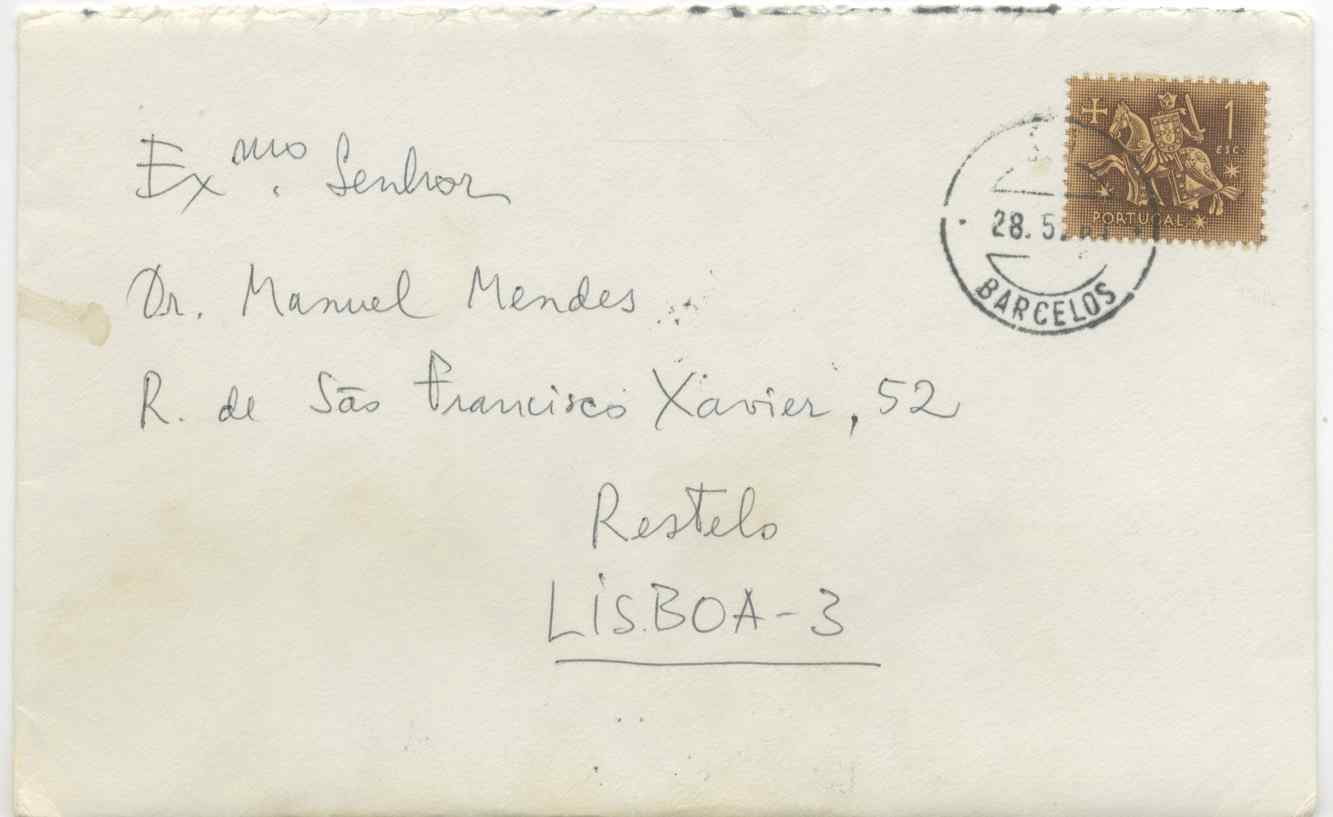 Ex.mo Senhor
Dr. Manuel Mendes
R. de São Francisco Xavier, 52
Restelo
LISBOA-3
1
ESC.
PORTUGAL
28. 5
BARCELOS